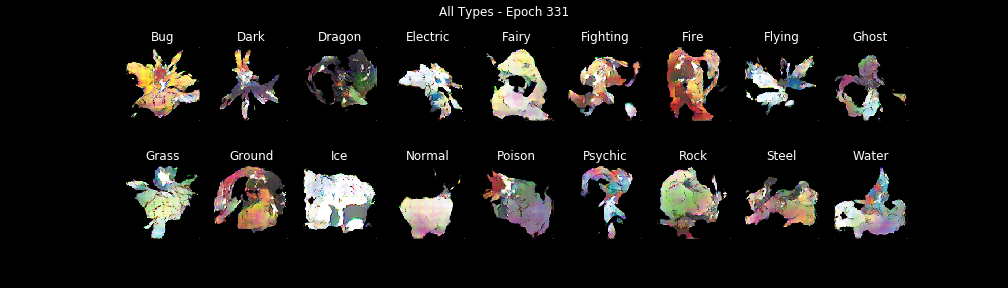 All Types - Epoch 331
Bug Dark Dragon Electric Fairy Fighting Fire Flying Ghost
Grass Ground Ice Normal Poison Psychic Rock Steel Water